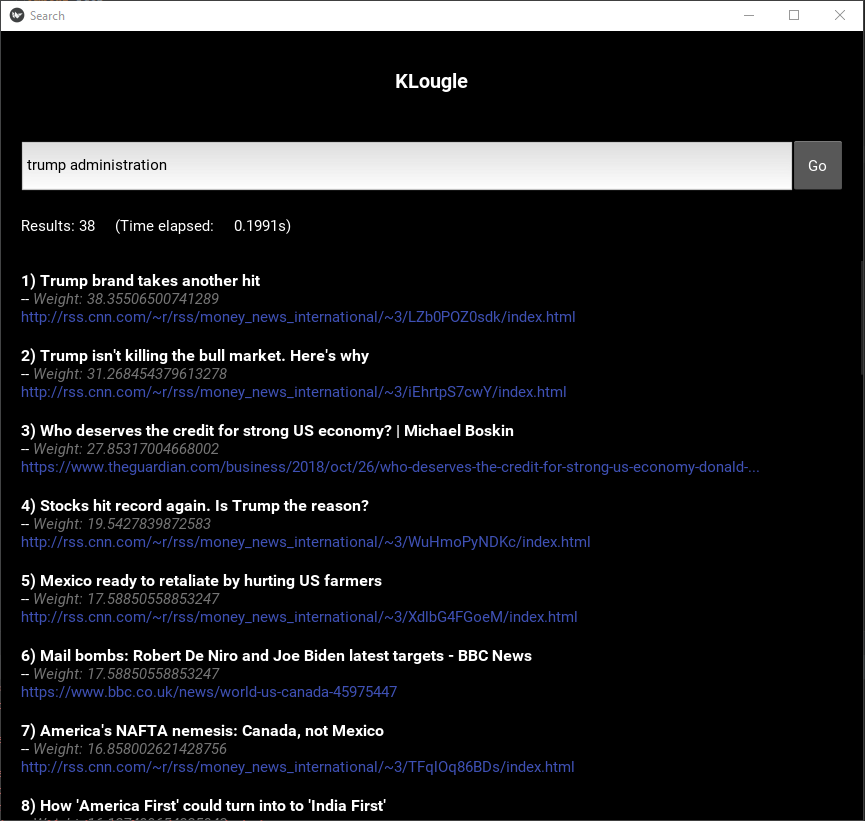 Search
KLougle
trump administration
Go
Results: 38 (Time elapsed: 0.1991s)
1) Trump brand takes another hit
-- Weight: 38.35506500741289
http://rss.cnn.com/~r/rss/money_news_international/~3/LZb0POZ0sdk/index.html
2) Trump isn't killing the bull market. Here's why
-- Weight: 31.268454379613278
http://rss.cnn.com/~r/rss/money_news_international/~3/iEhrtpS7cwY/index.html
3) Who deserves the credit for strong US economy? | Michael Boskin
-- Weight: 27.85317004668002
https://www.theguardian.com/business/2018/oct/26/who-deserves-the-credit-for-strong-us-economy-donald-...
4) Stocks hit record again. Is Trump the reason?
-- Weight: 19.5427839872583
http://rss.cnn.com/~r/rss/money_news_international/~3/WuHmoPyNDKc/index.html
5) Mexico ready to retaliate by hurting US farmers
-- Weight: 17.58850558853247
http://rss.cnn.com/~r/rss/money_news_international/~3/XdlbG4FGoeM/index.html
6) Mail bombs: Robert De Niro and Joe Biden latest targets - BBC News
-- Weight: 17.58850558853247
https://www.bbc.co.uk/news/world-us-canada-45975447
7) America's NAFTA nemesis: Canada, not Mexico
-- Weight: 16.858002621428756
http://rss.cnn.com/~r/rss/money_news_international/~3/TFqlOq86BDs/index.html
8) How 'America First' could turn into to 'India First'